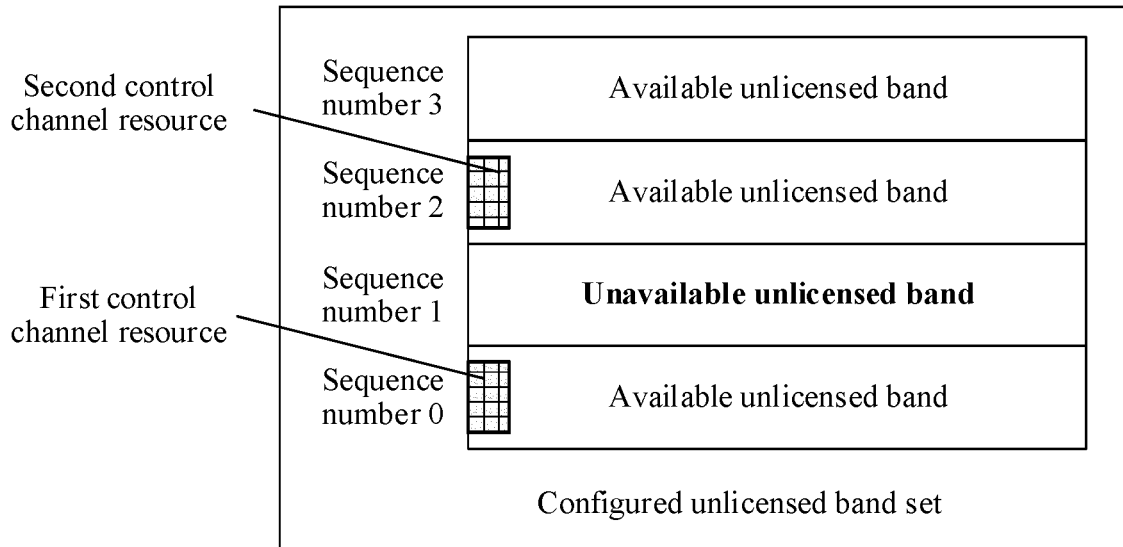 Second control
channel resource
Sequence
number 3
Available unlicensed band
Sequence
number 2
Available unlicensed band
First control
channel resource
Sequence
number 1
Unavailable unlicensed band
Sequence
number 0
Available unlicensed band
Configured unlicensed band set